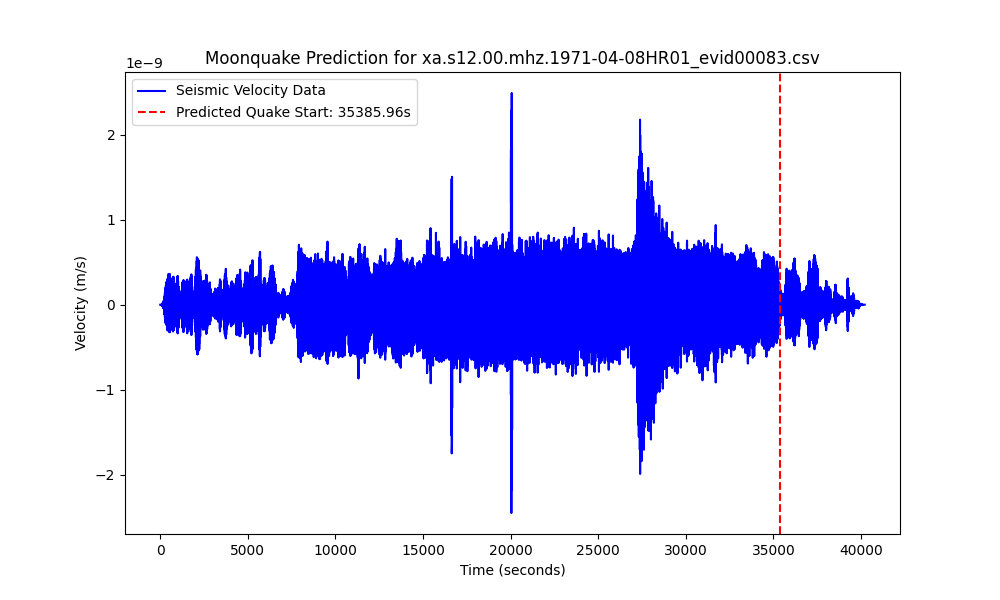 Moonquake Prediction for xa.s12.00.mhz.1971-04-08HR01_evid00083.csv
1e−9
Seismic Velocity Data
Predicted Quake Start: 35385.96s
2
1
0
−1
−2
Velocity (m/s)
0 5000 10000 15000 20000 25000 30000 35000 40000
Time (seconds)